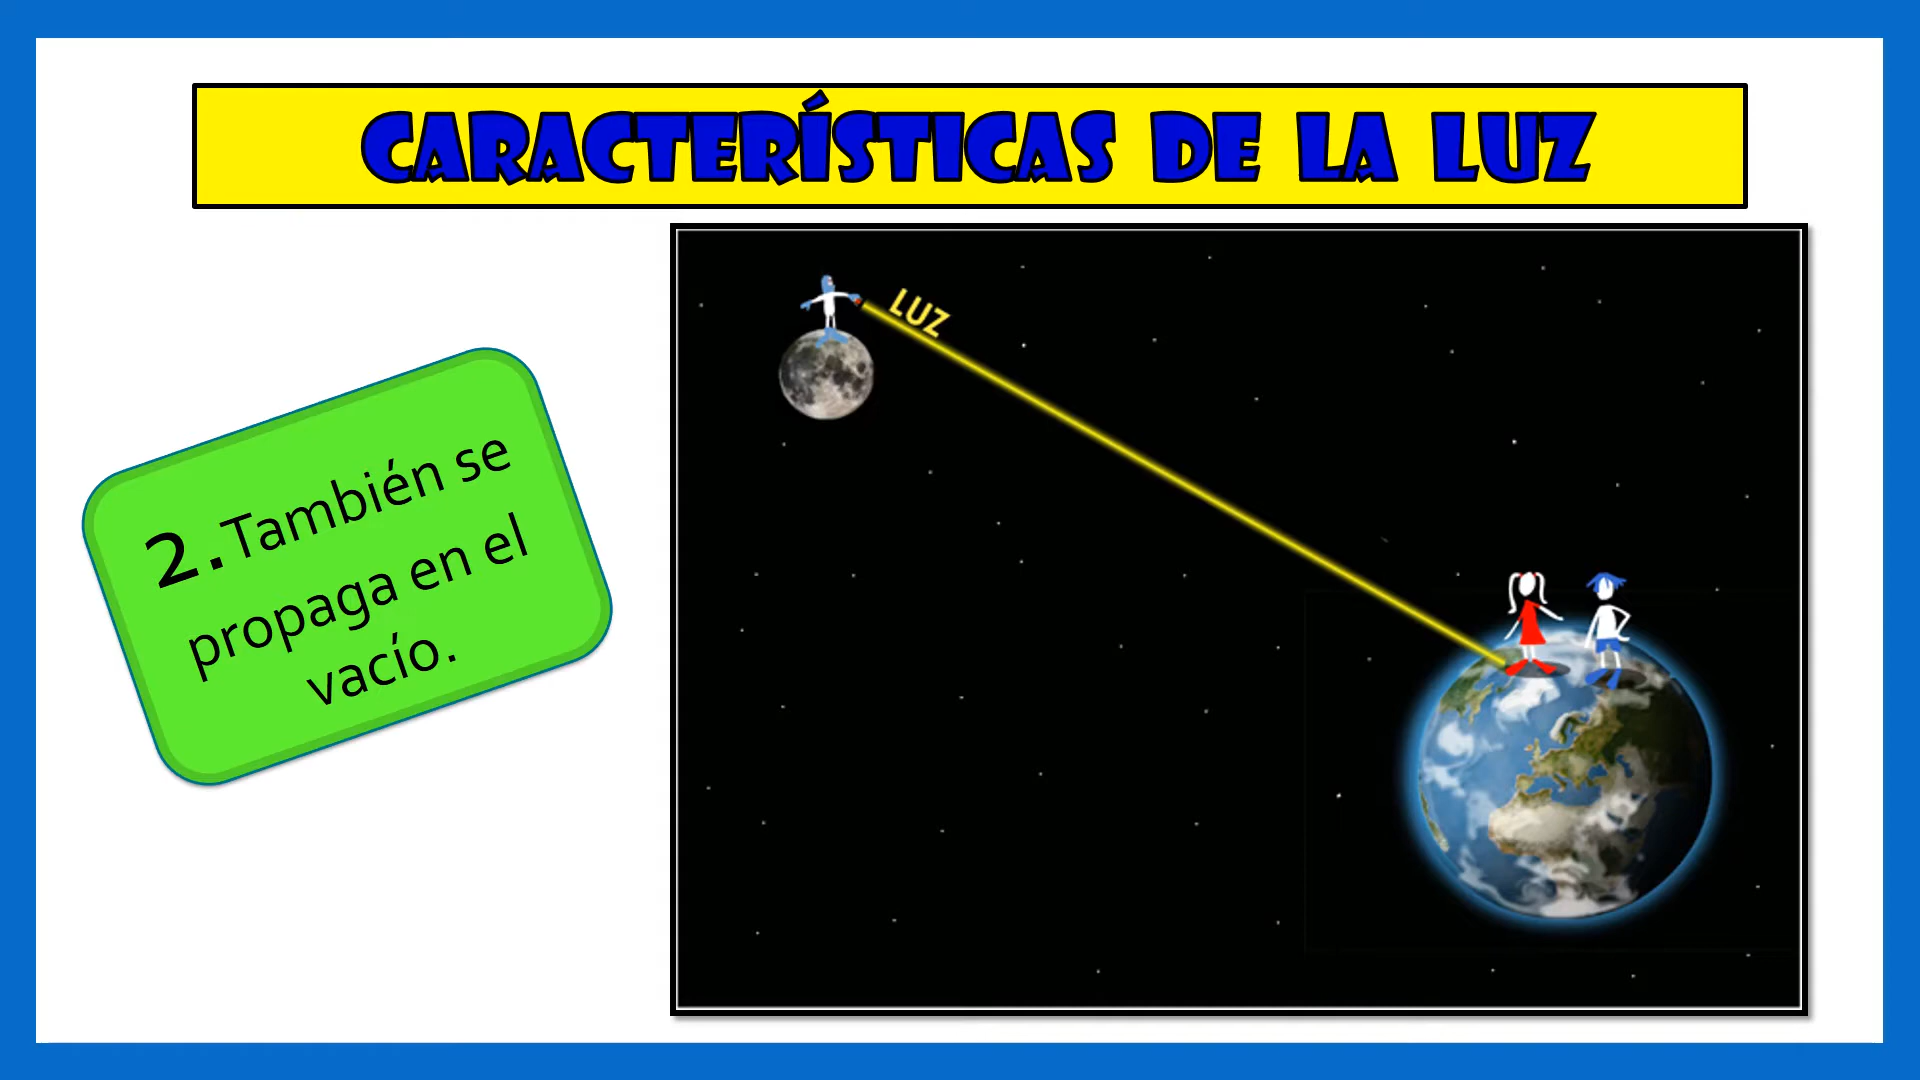 CARACTERÍSTICAS DE LA LUZ
LUZ
2.También se
propaga en el
vacío.